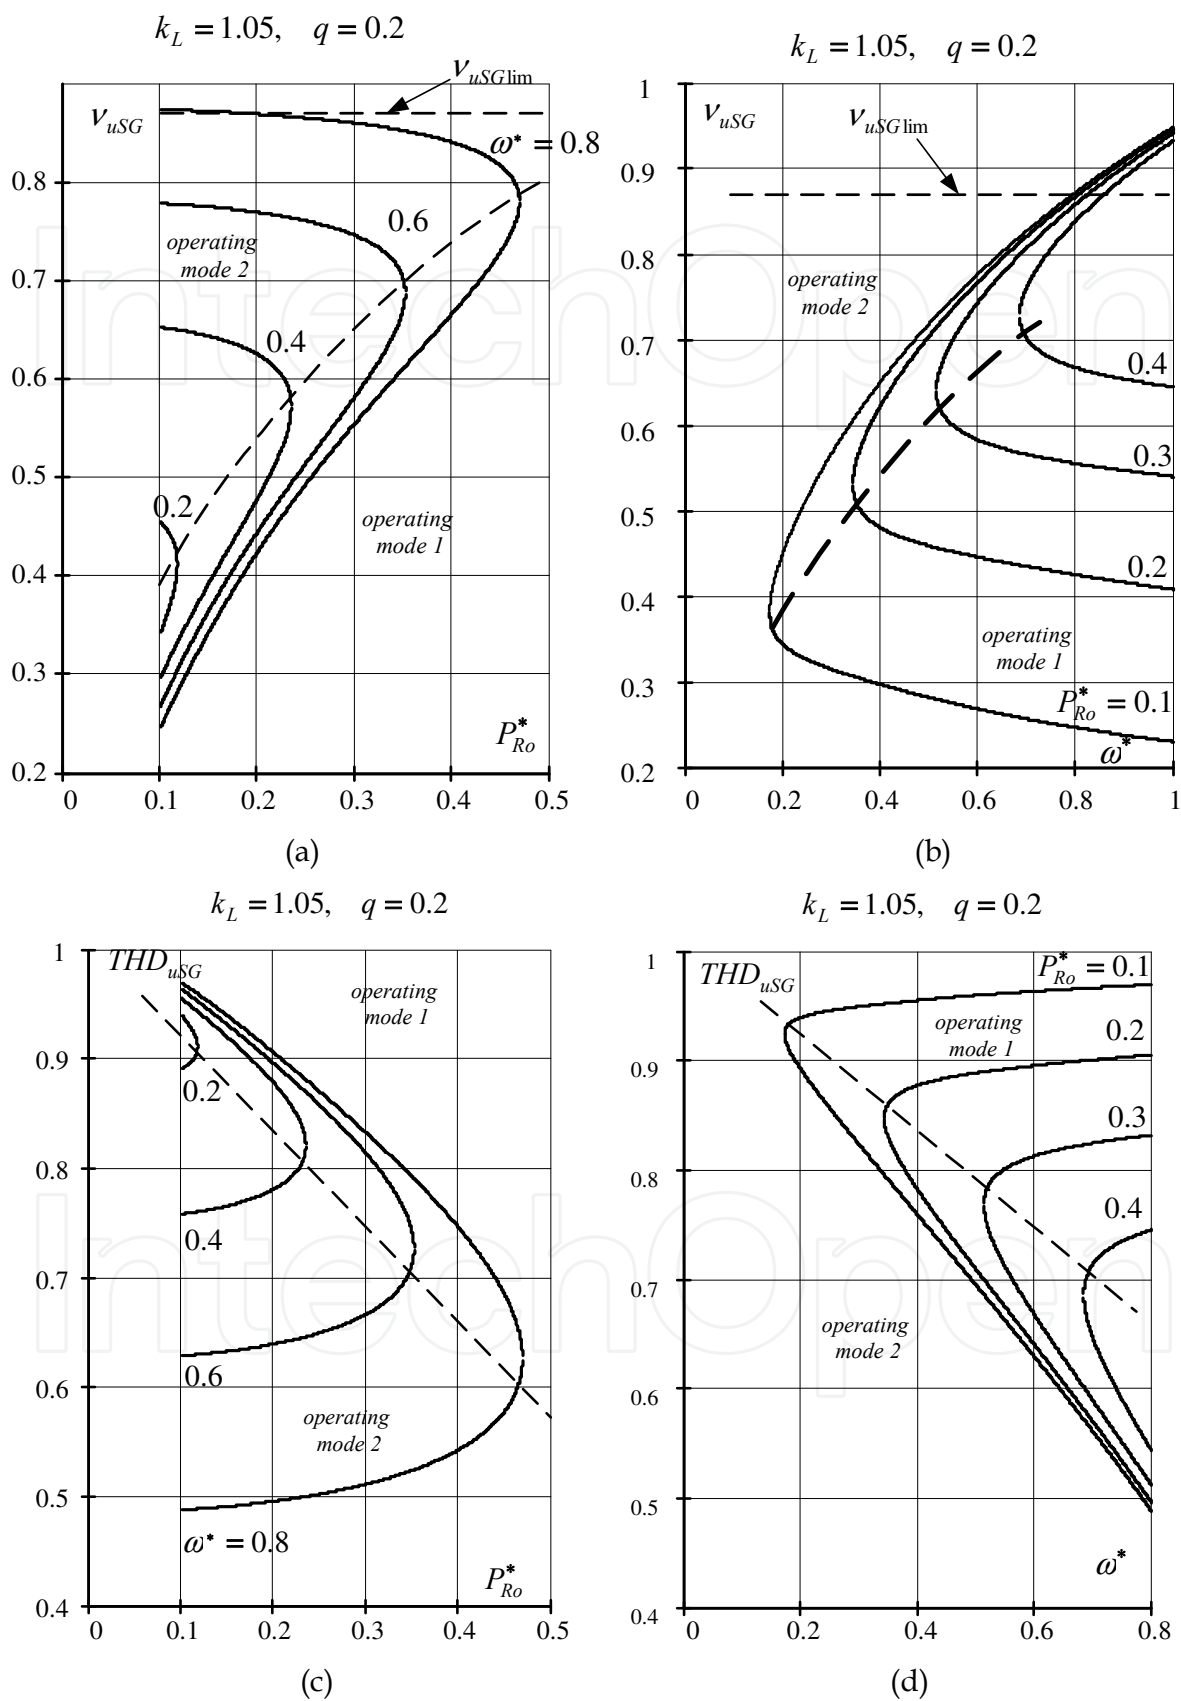 k_L = 1.05, q = 0.2
ν_uSG
ν_uSGlim
ω* = 0.8
0.6
operating
mode 2
0.4
0.2
operating
mode 1
P*_Ro
0.8
0.7
0.6
0.5
0.4
0.3
0.2
0 0.1 0.2 0.3 0.4 0.5
(a)
k_L = 1.05, q = 0.2
ν_uSG
ν_uSGlim
operating
mode 2
0.4
0.3
0.2
operating
mode 1
P*_Ro = 0.1
ω*
1
0.9
0.8
0.7
0.6
0.5
0.4
0.3
0.2
0 0.2 0.4 0.6 0.8 1
(b)
k_L = 1.05, q = 0.2
THD_uSG
operating
mode 1
0.2
0.4
0.6
operating
mode 2
ω* = 0.8
P*_Ro
1
0.9
0.8
0.7
0.6
0.5
0.4
0 0.1 0.2 0.3 0.4 0.5
(c)
k_L = 1.05, q = 0.2
THD_uSG
P*_Ro = 0.1
operating
mode 1
0.2
0.3
0.4
operating
mode 2
ω*
1
0.9
0.8
0.7
0.6
0.5
0.4
0 0.2 0.4 0.6 0.8
(d)
IntechOpen
IntechOpen